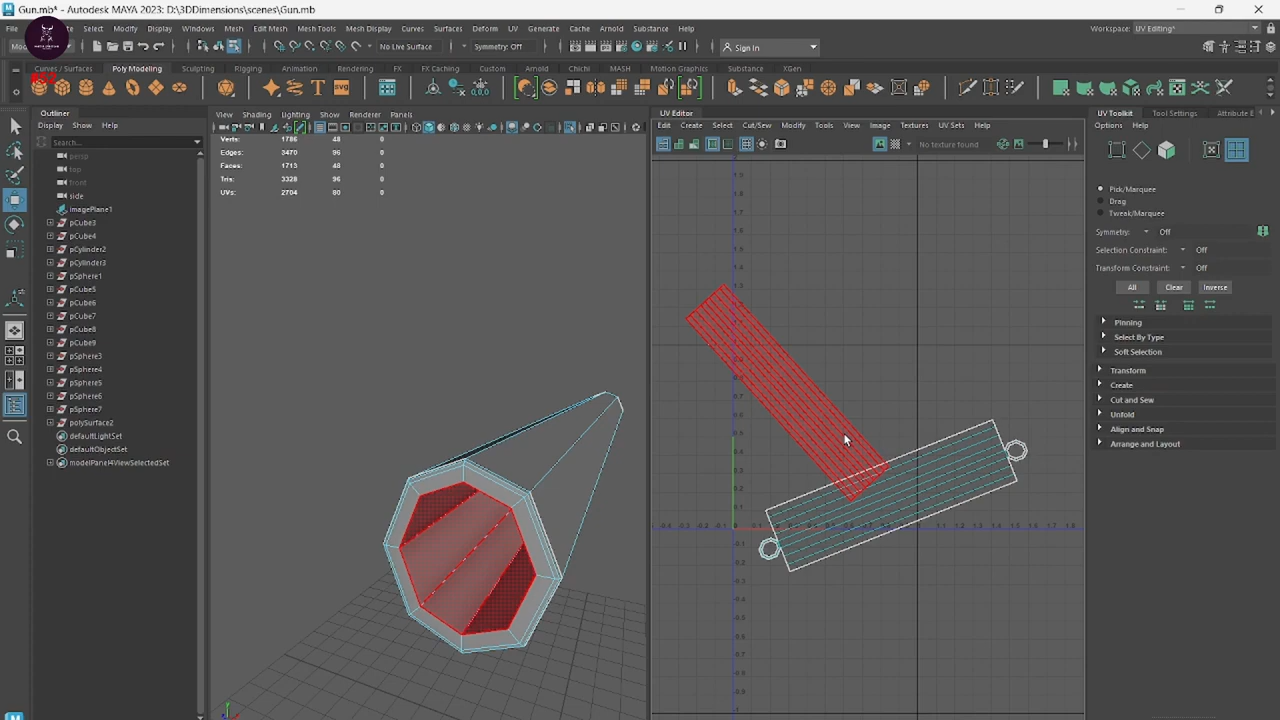 Gun.mb* - Autodesk MAYA 2023: D:\3DDimensions\scenes\Gun.mb
File Select Modify Display Windows Mesh Edit Mesh Mesh Tools Mesh Display Curves Surfaces Deform UV Generate Cache Arnold Substance Help Workspace: UV Editing*
No Live Surface Symmetry: Off Sign In
Curves / Surfaces Poly Modeling Sculpting Rigging Animation Rendering FX FX Caching Custom Arnold Chichi MASH Motion Graphics Substance XGen
Outliner
Display Show Help
Search...
persp
top
front
side
imagePlane1
pCube3
pCube4
pCylinder2
pCylinder3
pSphere1
pCube5
pCube6
pCube7
pCube8
pCube9
pSphere3
pSphere4
pSphere5
pSphere6
pSphere7
polySurface2
defaultLightSet
defaultObjectSet
modelPanel4ViewSelectedSet
View Shading Lighting Show Renderer Panels
Verts: 1786 48 0
Edges: 3470 96 0
Faces: 1713 48 0
Tris: 3328 96 0
UVs: 2704 80 0
UV Editor
Edit Create Select Cut/Sew Modify Tools View Image Textures UV Sets Help
No texture found
UV Toolkit Tool Settings Attribute E
Options Help
Pick/Marquee
Drag
Tweak/Marquee
Symmetry: Off
Selection Constraint: Off
Transform Constraint: Off
All Clear Inverse
Pinning
Select By Type
Soft Selection
Transform
Create
Cut and Sew
Unfold
Align and Snap
Arrange and Layout